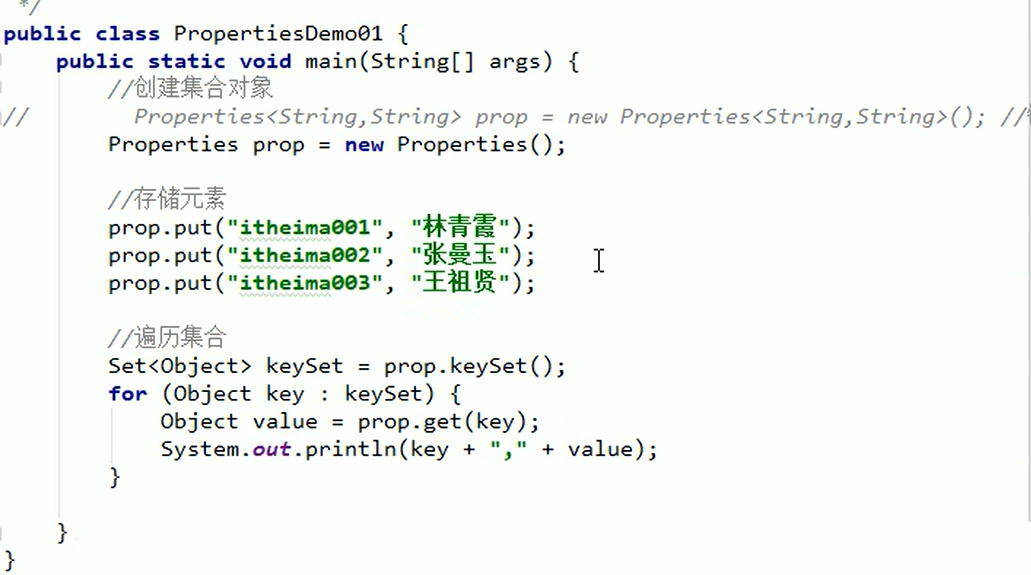 */
public class PropertiesDemo01 {
public static void main(String[] args) {
//创建集合对象
// Properties<String,String> prop = new Properties<String,String>(); //
Properties prop = new Properties();
//存储元素
prop.put("itheima001", "林青霞");
prop.put("itheima002", "张曼玉");
prop.put("itheima003", "王祖贤");
//遍历集合
Set<Object> keySet = prop.keySet();
for (Object key : keySet) {
Object value = prop.get(key);
System.out.println(key + "," + value);
}
}
}